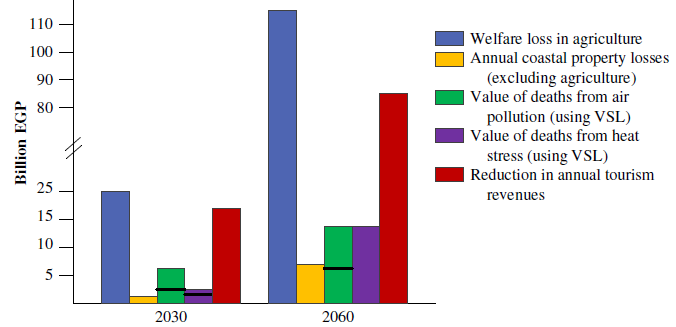 110
100
90
80
25
15
10
5
Billion EGP
2030
2060
Welfare loss in agriculture
Annual coastal property losses
(excluding agriculture)
Value of deaths from air
pollution (using VSL)
Value of deaths from heat
stress (using VSL)
Reduction in annual tourism
revenues